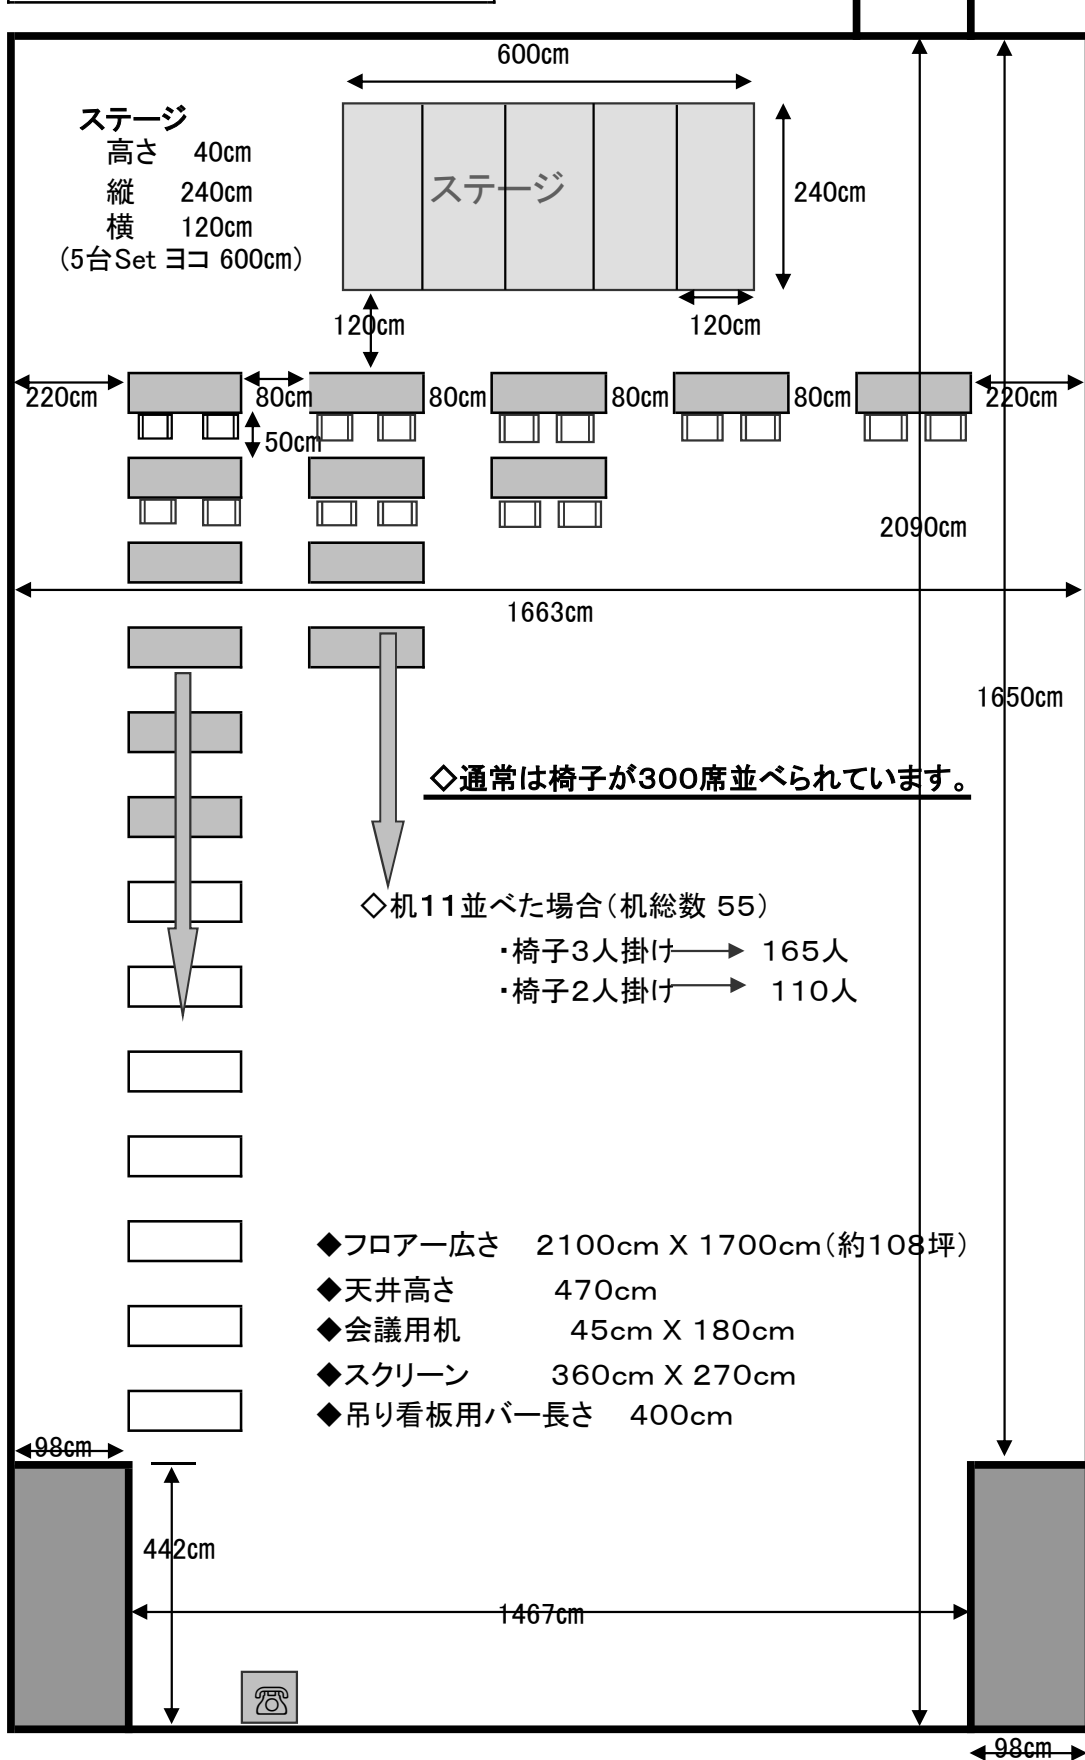 600cm
ステージ
高さ 40cm
縦 240cm
横 120cm
(5台Set ヨコ 600cm)
ステージ
240cm
120cm
120cm
220cm
80cm
80cm
80cm
80cm
220cm
50cm
2090cm
1663cm
1650cm
◇通常は椅子が300席並べられています。
◇机11並べた場合(机総数 55)
・椅子3人掛け 165人
・椅子2人掛け 110人
◆フロアー広さ 2100cm X 1700cm(約108坪)
◆天井高さ 470cm
◆会議用机 45cm X 180cm
◆スクリーン 360cm X 270cm
◆吊り看板用バー長さ 400cm
98cm
442cm
1467cm
98cm